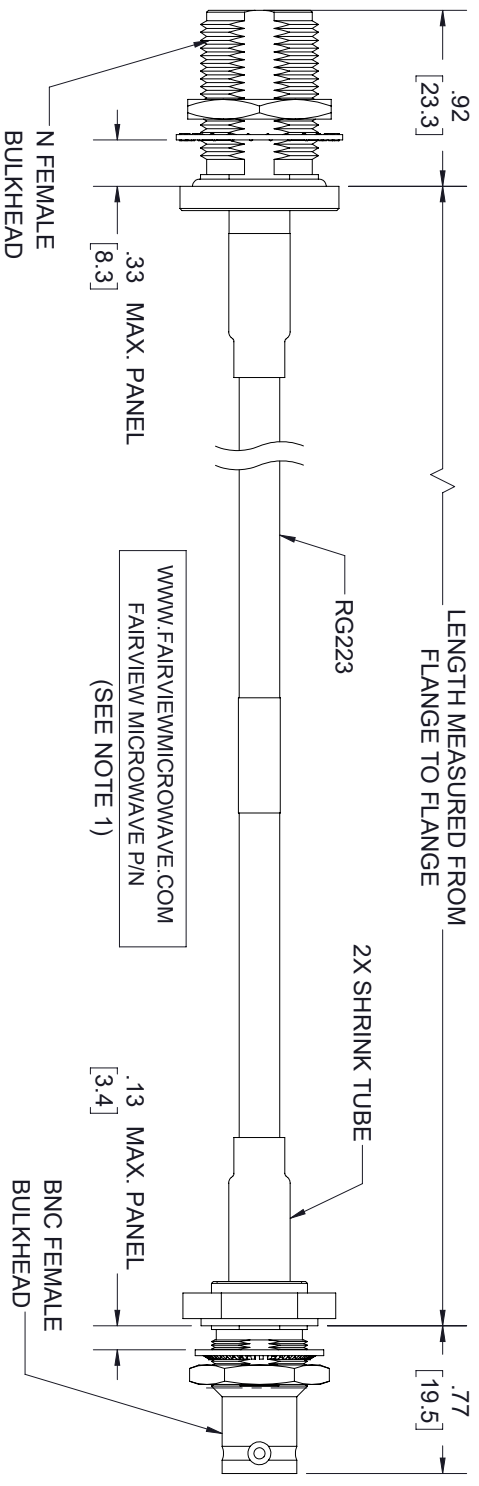 .92
[23.3]
LENGTH MEASURED FROM
FLANGE TO FLANGE
.77
[19.5]
2X SHRINK TUBE
RG223
.33 MAX. PANEL
[8.3]
N FEMALE
BULKHEAD
WWW.FAIRVIEWMICROWAVE.COM
FAIRVIEW MICROWAVE P/N
(SEE NOTE 1)
.13 MAX. PANEL
[3.4]
BNC FEMALE
BULKHEAD